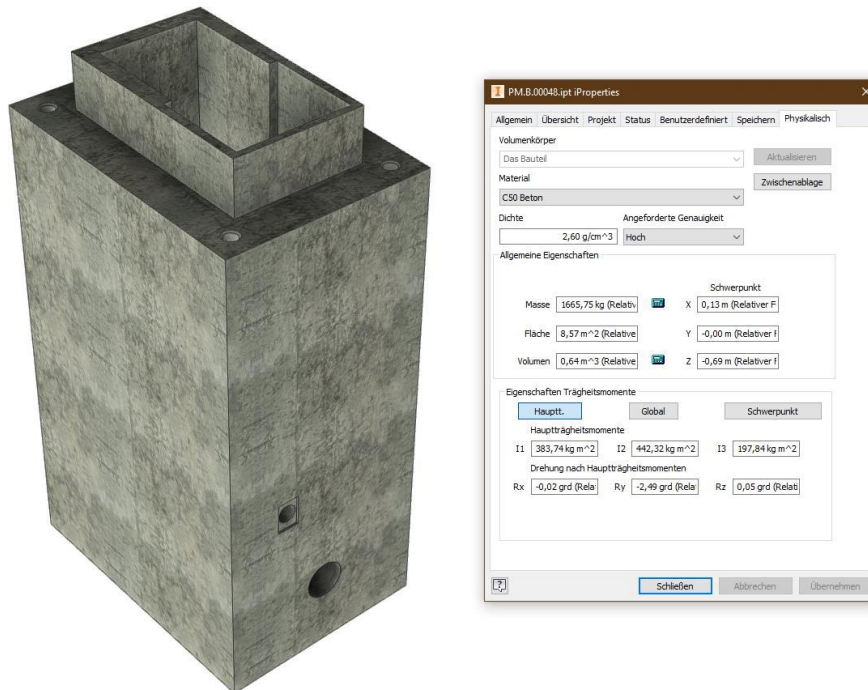 PM.B.00048.ipt iProperties
Allgemein Übersicht Projekt Status Benutzerdefiniert Speichern Physikalisch
Volumenkörper
Das Bauteil
Aktualisieren
Material
Zwischenablage
C50 Beton
Dichte Angeforderte Genauigkeit
2,60 g/cm^3 Hoch
Allgemeine Eigenschaften
Schwerpunkt
Masse 1665,75 kg (Relativ X 0,13 m (Relativer F
Fläche 8,57 m^2 (Relative Y -0,00 m (Relativer F
Volumen 0,64 m^3 (Relative Z -0,69 m (Relativer F
Eigenschaften Trägheitsmomente
Hauptt. Global Schwerpunkt
Hauptträgheitsmomente
I1 383,74 kg m^2 I2 442,32 kg m^2 I3 197,84 kg m^2
Drehung nach Hauptträgheitsmomenten
Rx -0,02 grd (Rela Ry -2,49 grd (Rela Rz 0,05 grd (Relati
Schließen Abbrechen Übernehmen